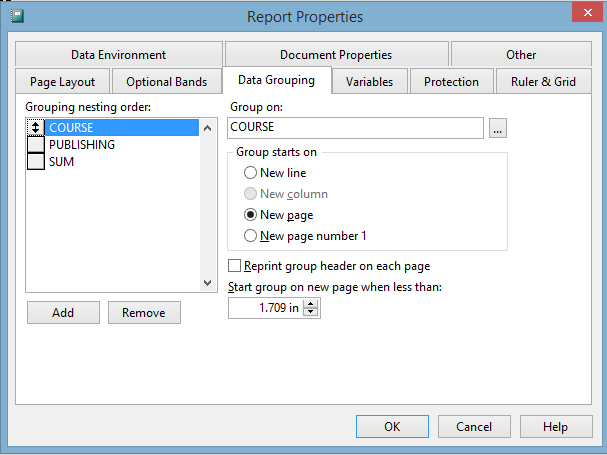 Report Properties
Data Environment
Document Properties
Other
Page Layout
Optional Bands
Data Grouping
Variables
Protection
Ruler & Grid
Grouping nesting order:
COURSE
PUBLISHING
SUM
Add
Remove
Group on:
COURSE
...
Group starts on
New line
New column
New page
New page number 1
Reprint group header on each page
Start group on new page when less than:
1.709 in
OK
Cancel
Help